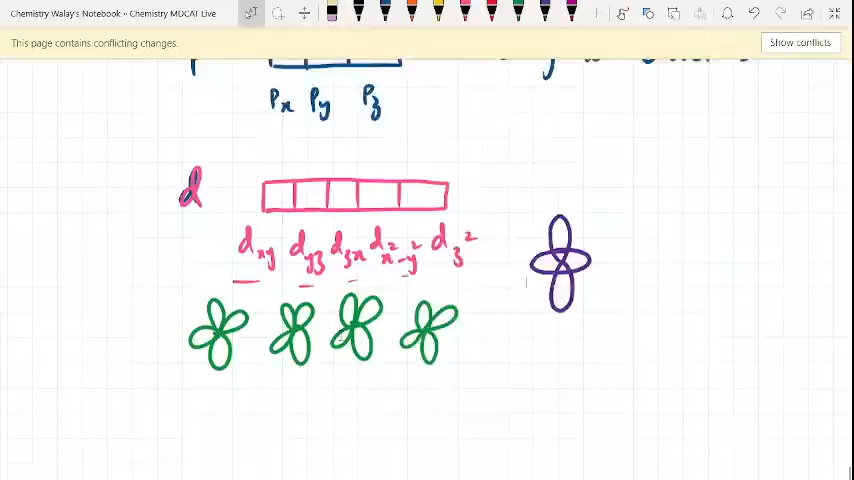 Chemistry Walay's Notebook » Chemistry MDCAT Live
This page contains conflicting changes.
Show conflicts
Px Py Pz
d
dxy dyz dzx dx²-y² dz²